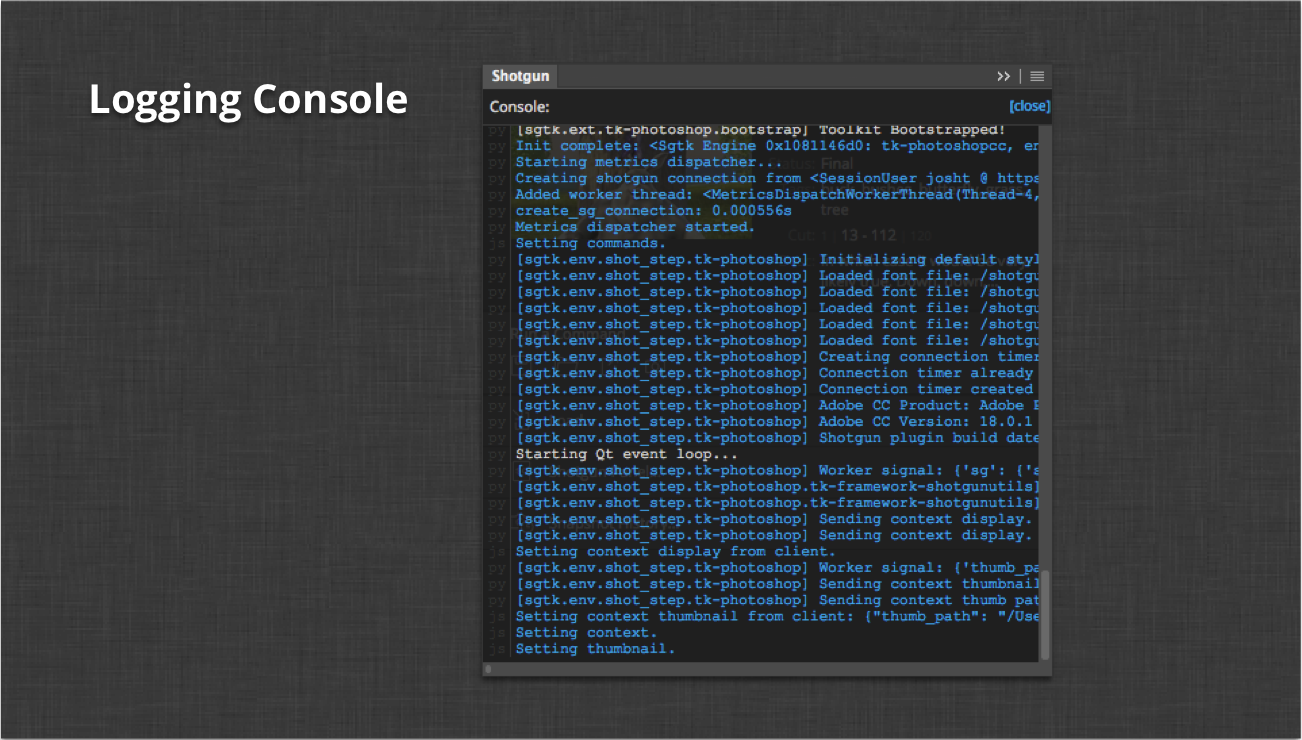 Logging Console
Shotgun
Console:
[close]
py [sgtk.ext.tk-photoshop.bootstrap] Toolkit Bootstrapped!
py Init complete: <Sgtk Engine 0x1081146d0: tk-photoshopcc, en
py Starting metrics dispatcher...
py Creating shotgun connection from <SessionUser josht @ https
py Added worker thread: <MetricsDispatchWorkerThread(Thread-4,
py create_sg_connection: 0.000556s
py Metrics dispatcher started.
js Setting commands.
py [sgtk.env.shot_step.tk-photoshop] Initializing default styl
py [sgtk.env.shot_step.tk-photoshop] Loaded font file: /shotgu
py [sgtk.env.shot_step.tk-photoshop] Loaded font file: /shotgu
py [sgtk.env.shot_step.tk-photoshop] Loaded font file: /shotgu
py [sgtk.env.shot_step.tk-photoshop] Loaded font file: /shotgu
py [sgtk.env.shot_step.tk-photoshop] Loaded font file: /shotgu
py [sgtk.env.shot_step.tk-photoshop] Creating connection timer
py [sgtk.env.shot_step.tk-photoshop] Connection timer already
py [sgtk.env.shot_step.tk-photoshop] Connection timer created
py [sgtk.env.shot_step.tk-photoshop] Adobe CC Product: Adobe P
py [sgtk.env.shot_step.tk-photoshop] Adobe CC Version: 18.0.1
py [sgtk.env.shot_step.tk-photoshop] Shotgun plugin build date
py Starting Qt event loop...
py [sgtk.env.shot_step.tk-photoshop] Worker signal: {'sg': {'s
py [sgtk.env.shot_step.tk-photoshop.tk-framework-shotgunutils]
py [sgtk.env.shot_step.tk-photoshop.tk-framework-shotgunutils]
py [sgtk.env.shot_step.tk-photoshop] Sending context display.
py [sgtk.env.shot_step.tk-photoshop] Sending context display.
js Setting context display from client.
py [sgtk.env.shot_step.tk-photoshop] Worker signal: {'thumb_pa
py [sgtk.env.shot_step.tk-photoshop] Sending context thumbnail
py [sgtk.env.shot_step.tk-photoshop] Sending context thumb pat
js Setting context thumbnail from client: {"thumb_path": "/Use
js Setting context.
js Setting thumbnail.
Final
tree
13 - 112